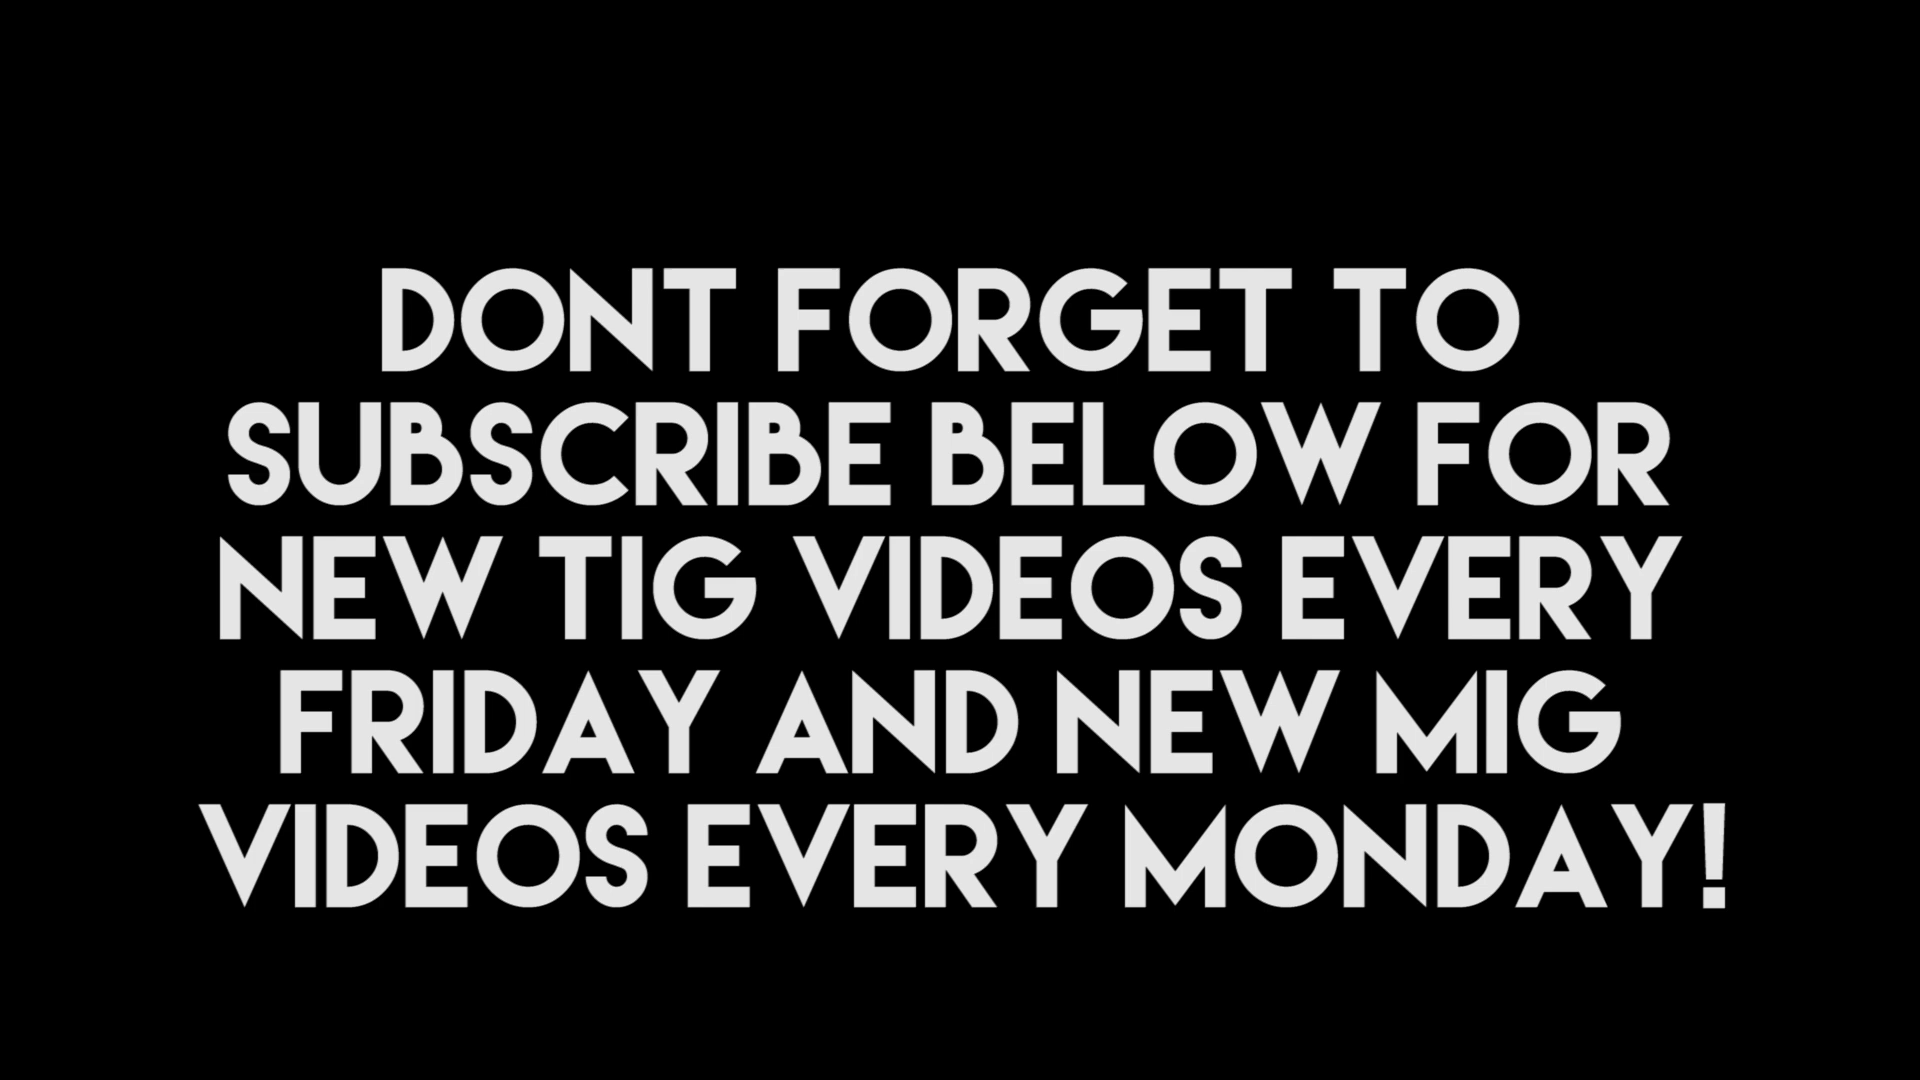 DONT FORGET TO
SUBSCRIBE BELOW FOR
NEW TIG VIDEOS EVERY
FRIDAY AND NEW MIG
VIDEOS EVERY MONDAY!